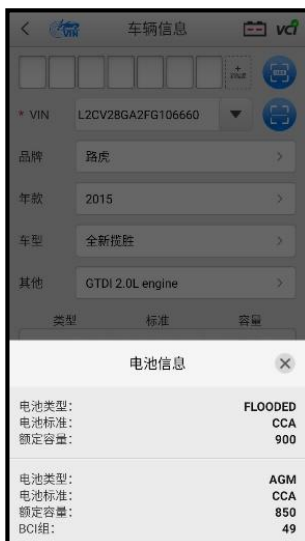 车辆信息
VIN
vci
* VIN L2CV28GA2FG106660
品牌 路虎
年款 2015
车型 全新揽胜
其他 GTDI 2.0L engine
类型 标准 容量
电池信息
电池类型: FLOODED
电池标准: CCA
额定容量: 900
电池类型: AGM
电池标准: CCA
额定容量: 850
BCI组: 49